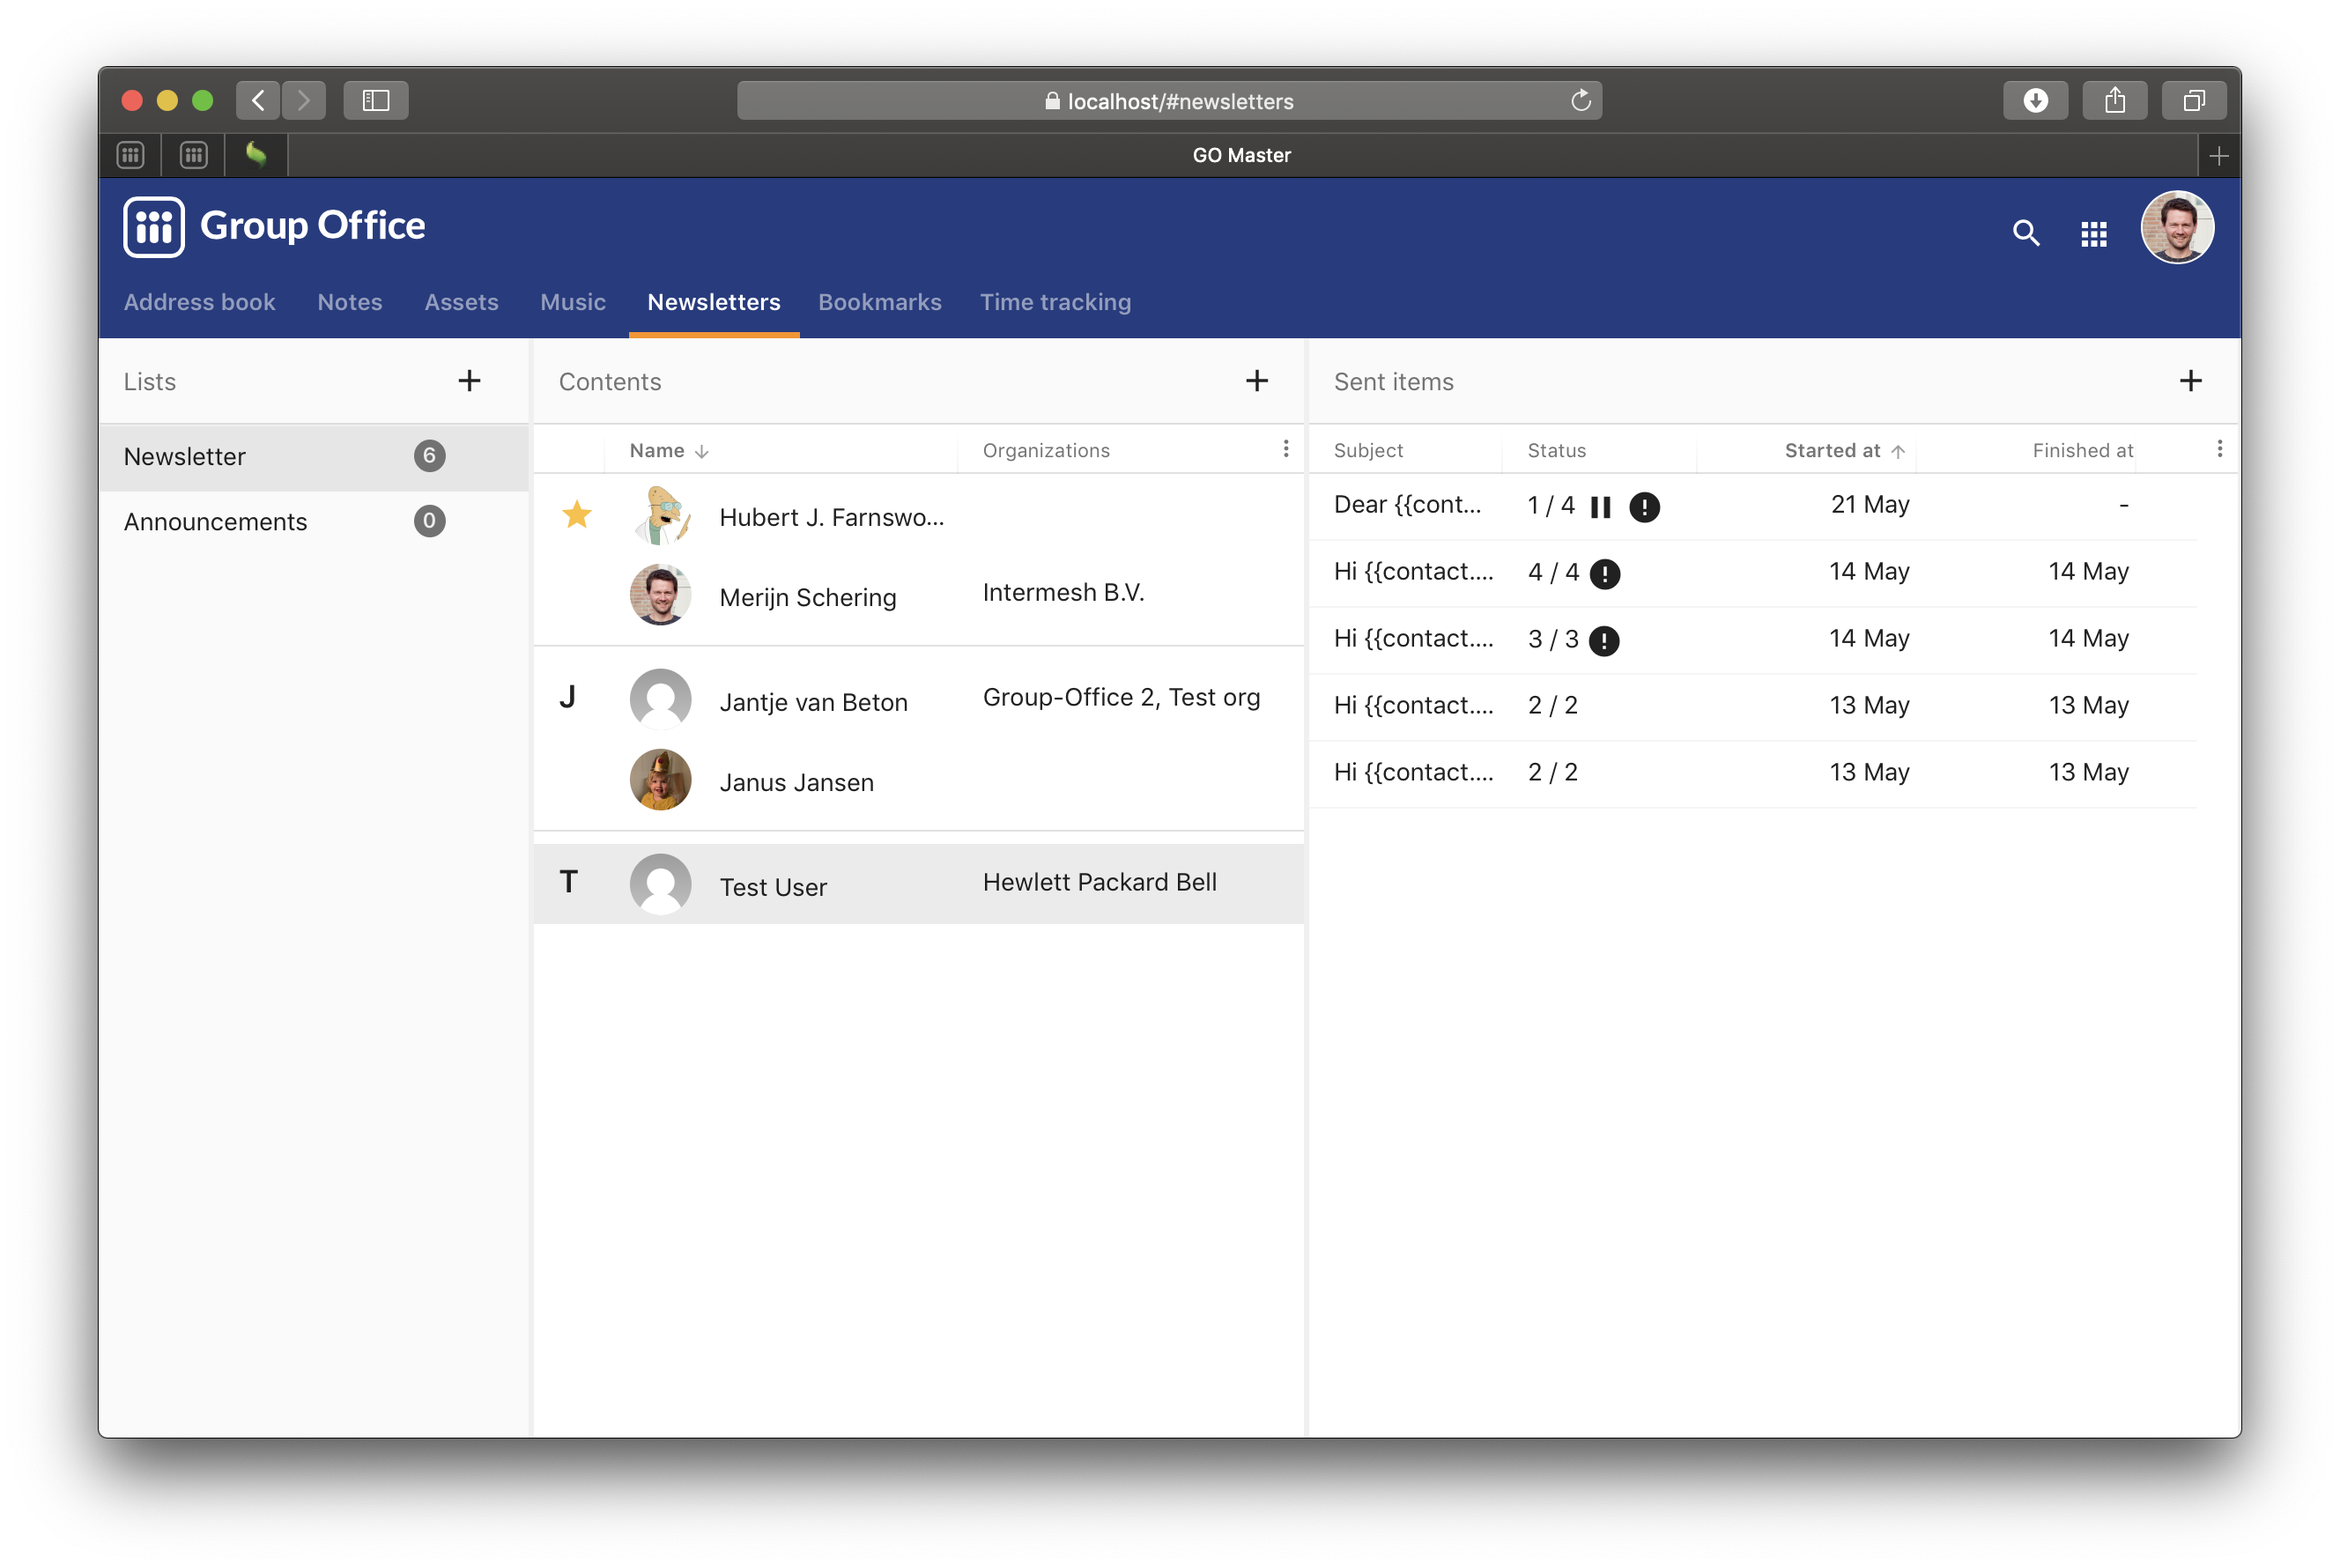 localhost/#newsletters
GO Master
Group Office
Address book Notes Assets Music Newsletters Bookmarks Time tracking
Lists
Newsletter 6
Announcements 0
Contents
Name Organizations
Hubert J. Farnswo...
Merijn Schering Intermesh B.V.
J
Jantje van Beton Group-Office 2, Test org
Janus Jansen
T
Test User Hewlett Packard Bell
Sent items
Subject Status Started at Finished at
Dear {{cont... 1 / 4 21 May -
Hi {{contact.... 4 / 4 14 May 14 May
Hi {{contact.... 3 / 3 14 May 14 May
Hi {{contact.... 2 / 2 13 May 13 May
Hi {{contact.... 2 / 2 13 May 13 May